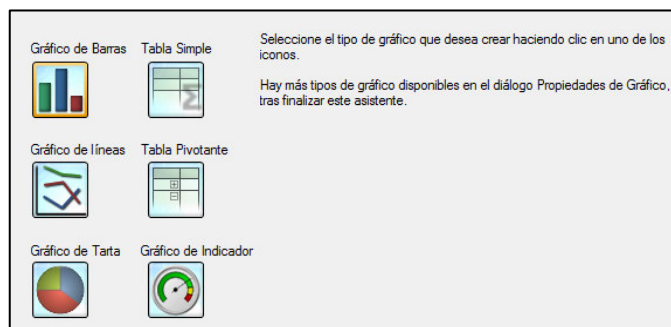 Gráfico de Barras
Tabla Simple
Seleccione el tipo de gráfico que desea crear haciendo clic en uno de los
iconos.
Hay más tipos de gráfico disponibles en el diálogo Propiedades de Gráfico,
tras finalizar este asistente.
Gráfico de líneas
Tabla Pivotante
Gráfico de Tarta
Gráfico de Indicador